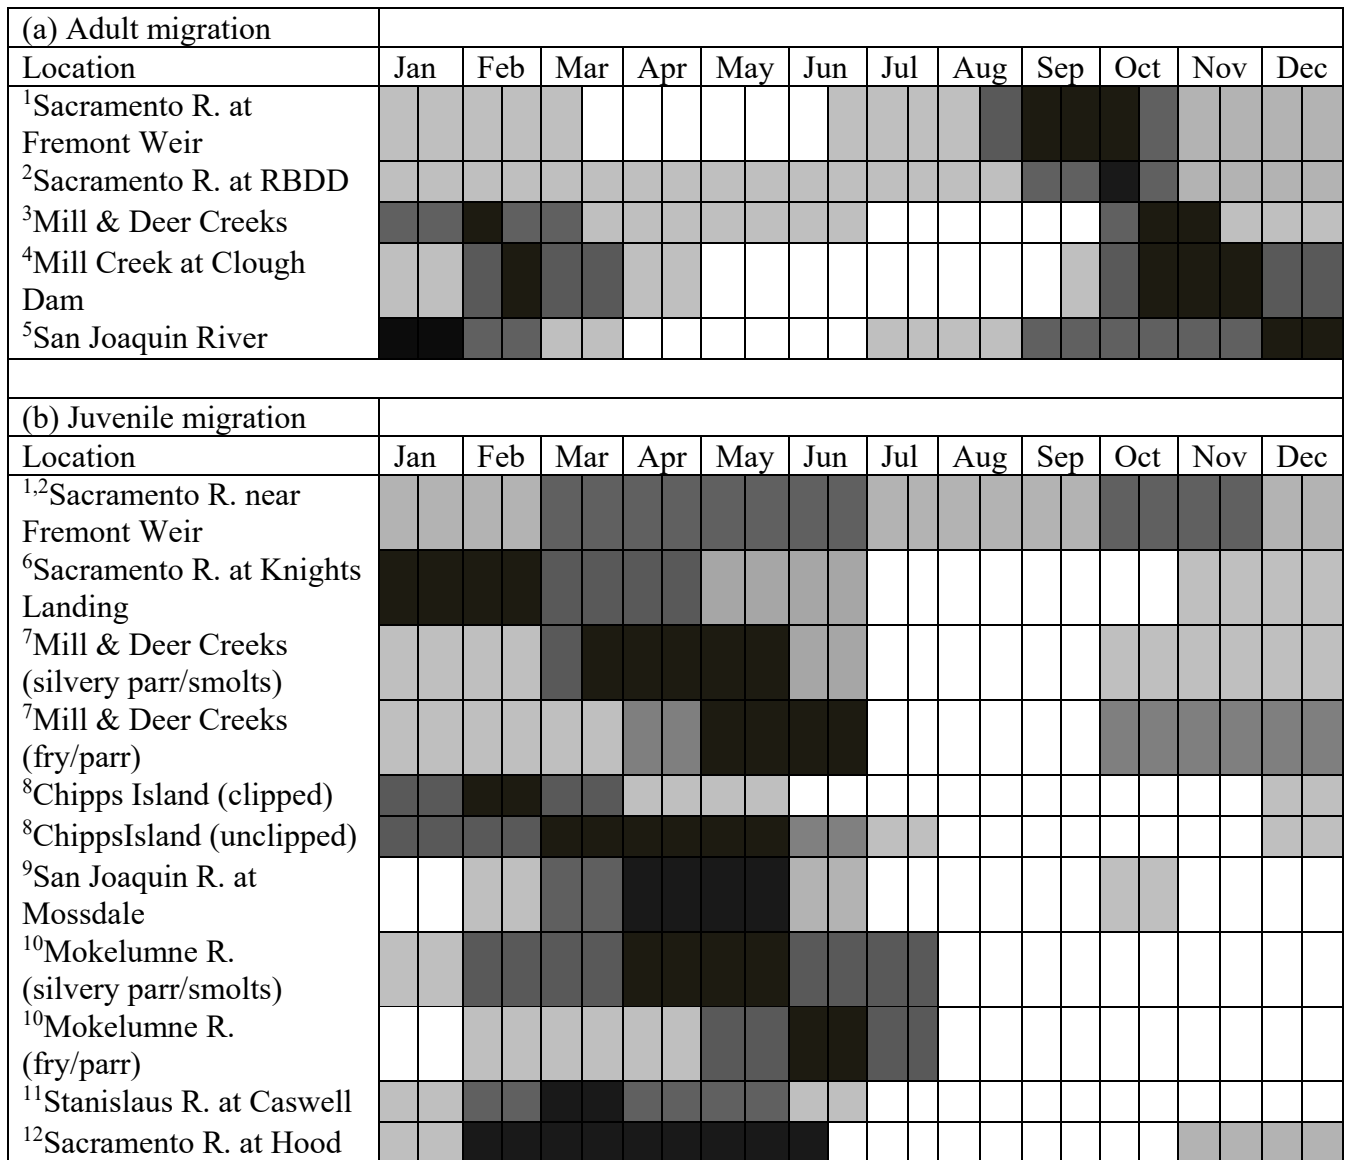 (a) Adult migration
Location Jan Feb Mar Apr May Jun Jul Aug Sep Oct Nov Dec
1Sacramento R. at
Fremont Weir
2Sacramento R. at RBDD
3Mill & Deer Creeks
4Mill Creek at Clough
Dam
5San Joaquin River
(b) Juvenile migration
Location Jan Feb Mar Apr May Jun Jul Aug Sep Oct Nov Dec
1,2Sacramento R. near
Fremont Weir
6Sacramento R. at Knights
Landing
7Mill & Deer Creeks
(silvery parr/smolts)
7Mill & Deer Creeks
(fry/parr)
8Chipps Island (clipped)
8ChippsIsland (unclipped)
9San Joaquin R. at
Mossdale
10Mokelumne R.
(silvery parr/smolts)
10Mokelumne R.
(fry/parr)
11Stanislaus R. at Caswell
12Sacramento R. at Hood